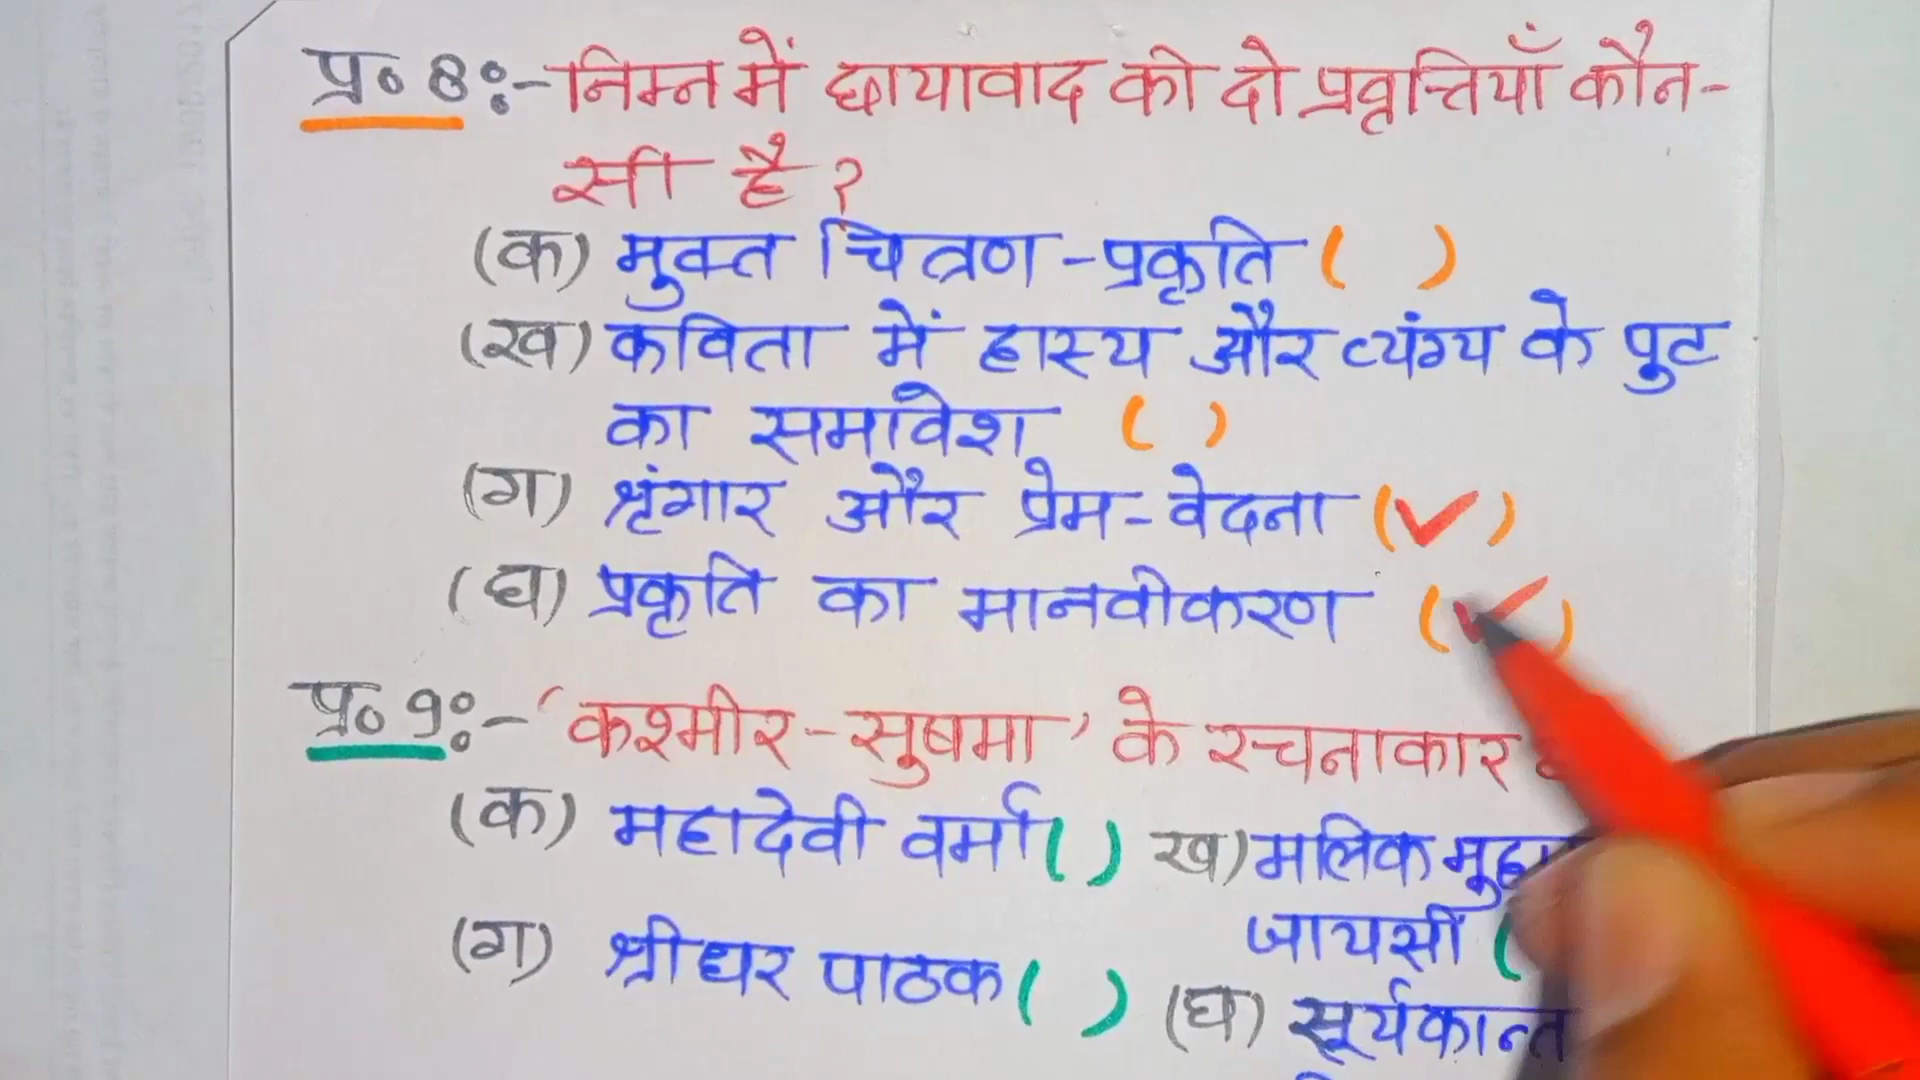 प्र० 8:- निम्न में छायावाद की दो प्रवृत्तियाँ कौन-
सी है?
(क) मुक्त चित्रण-प्रकृति ( )
(ख) कविता में हास्य और व्यंग्य के पुट
का समावेश ( )
(ग) श्रृंगार और प्रेम-वेदना (✓)
(घ) प्रकृति का मानवीकरण (✓)
प्र० 9:- 'कश्मीर-सुषमा' के रचनाकार
(क) महादेवी वर्मा ( ) ख) मलिक
जायसी (
(ग) श्रीधर पाठक ( ) (घ) सूर्यकान्त